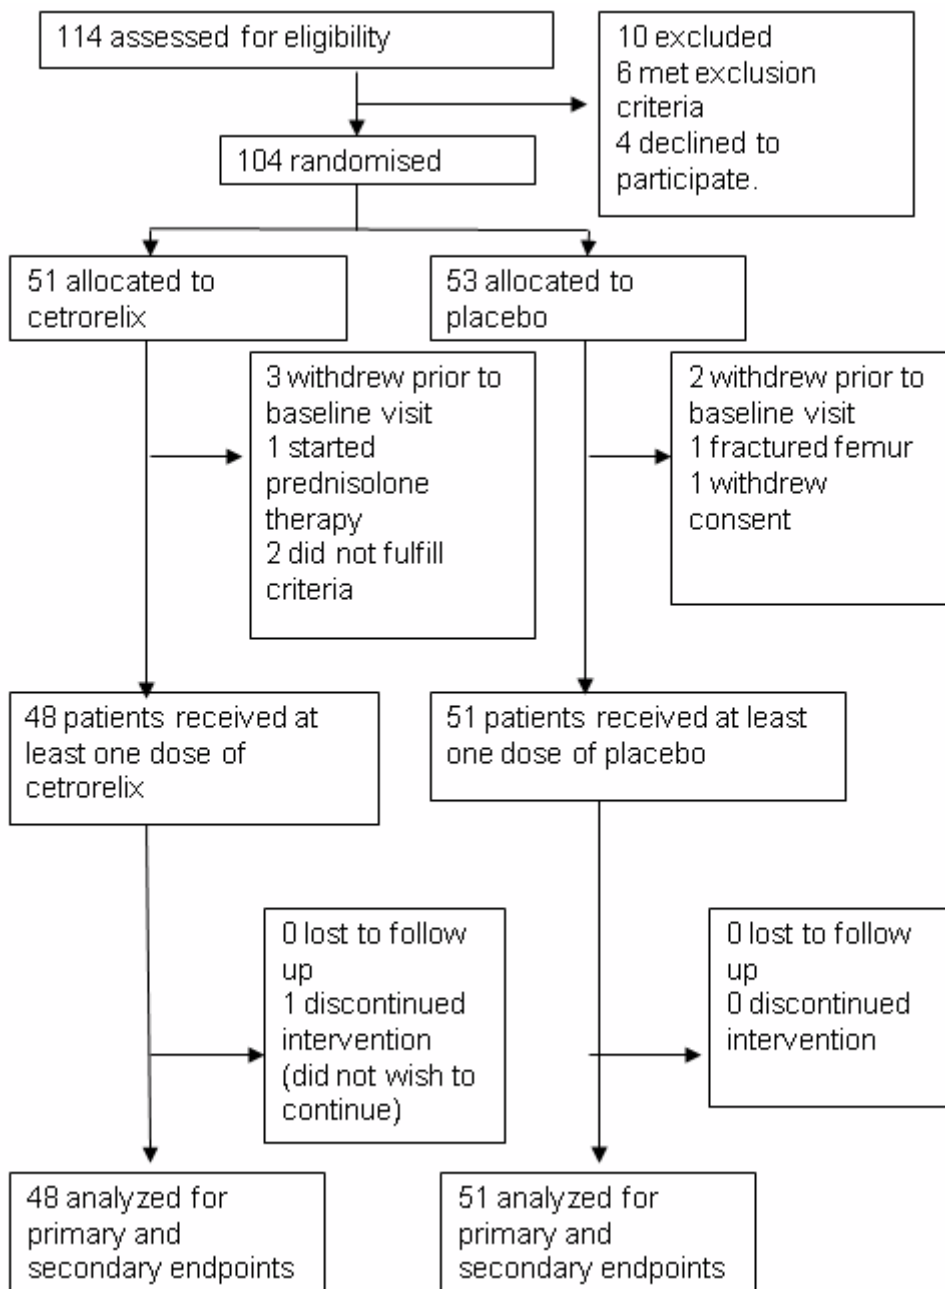 114 assessed for eligibility
10 excluded
6 met exclusion
criteria
4 declined to
participate.
104 randomised
51 allocated to
cetrorelix
53 allocated to
placebo
3 withdrew prior to
baseline visit
1 started
prednisolone
therapy
2 did not fulfill
criteria
2 withdrew prior to
baseline visit
1 fractured femur
1 withdrew
consent
48 patients received at
least one dose of
cetrorelix
51 patients received at least
one dose of placebo
0 lost to follow
up
1 discontinued
intervention
(did not wish to
continue)
0 lost to follow
up
0 discontinued
intervention
48 analyzed for
primary and
secondary endpoints
51 analyzed for
primary and
secondary endpoints